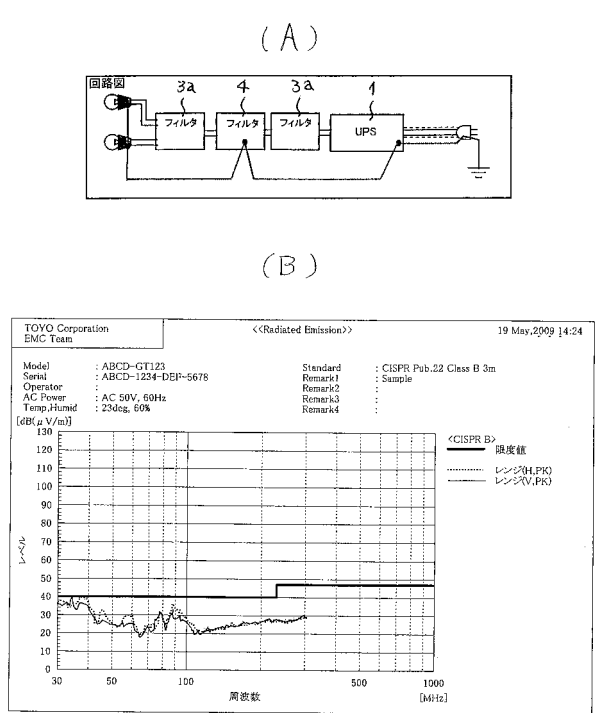 (A)
回路図
3a 4 3a 1
フィルタ フィルタ フィルタ UPS
(B)
TOYO Corporation
EMC Team
<<Radiated Emission>>
19 May,2009 14:24
Model : ABCD-GT123
Serial : ABCD-1234-DEF-5678
Operator :
AC Power : AC 50V, 60Hz
Temp,Humid : 23deg, 60%
Standard : CISPR Pub.22 Class B 3m
Remark1 : Sample
Remark2 :
Remark3 :
Remark4 :
[dB(μV/m)]
130
120
110
100
90
80
70
60
50
40
30
20
10
0
レベル
30 50 100 500 1000
周波数 [MHz]
<CISPR B>
限度値
レンジ(H,PK)
レンジ(V,PK)